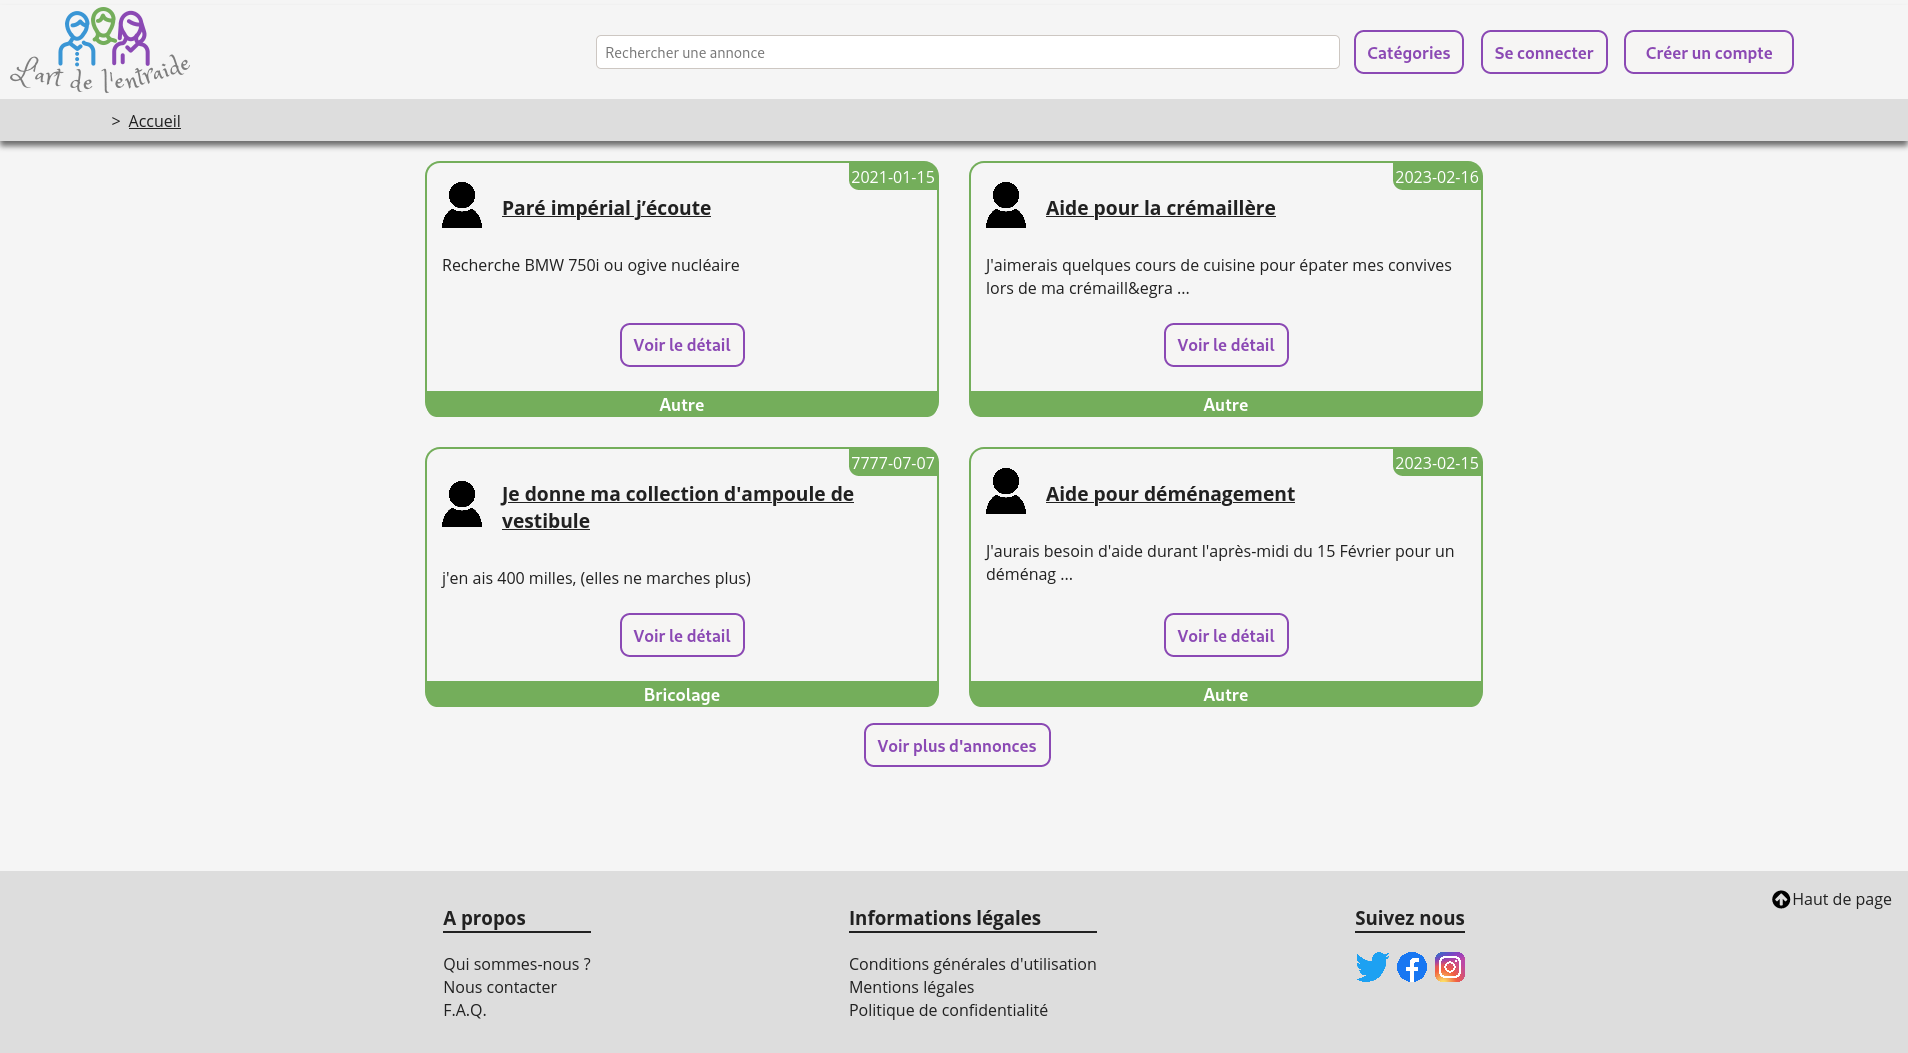 L'art de l'entraide
Rechercher une annonce
Catégories
Se connecter
Créer un compte
> Accueil
2021-01-15
Paré impérial j’écoute
Recherche BMW 750i ou ogive nucléaire
Voir le détail
Autre
2023-02-16
Aide pour la crémaillère
J'aimerais quelques cours de cuisine pour épater mes convives
lors de ma crémaill&egra ...
Voir le détail
Autre
7777-07-07
Je donne ma collection d'ampoule de
vestibule
j'en ais 400 milles, (elles ne marches plus)
Voir le détail
Bricolage
2023-02-15
Aide pour déménagement
J'aurais besoin d'aide durant l'après-midi du 15 Février pour un
déménag ...
Voir le détail
Autre
Voir plus d'annonces
Haut de page
A propos
Qui sommes-nous ?
Nous contacter
F.A.Q.
Informations légales
Conditions générales d'utilisation
Mentions légales
Politique de confidentialité
Suivez nous